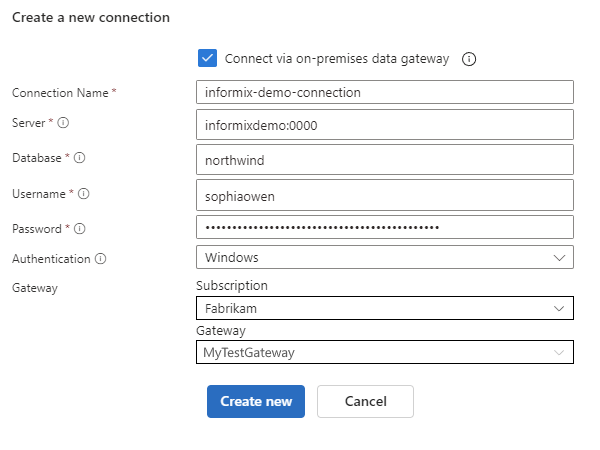 Create a new connection
Connect via on-premises data gateway
Connection Name *
informix-demo-connection
Server *
informixdemo:0000
Database *
northwind
Username *
sophiaowen
Password *
••••••••••••••••••••••••••••••••••••••••••••
Authentication
Windows
Gateway
Subscription
Fabrikam
Gateway
MyTestGateway
Create new Cancel